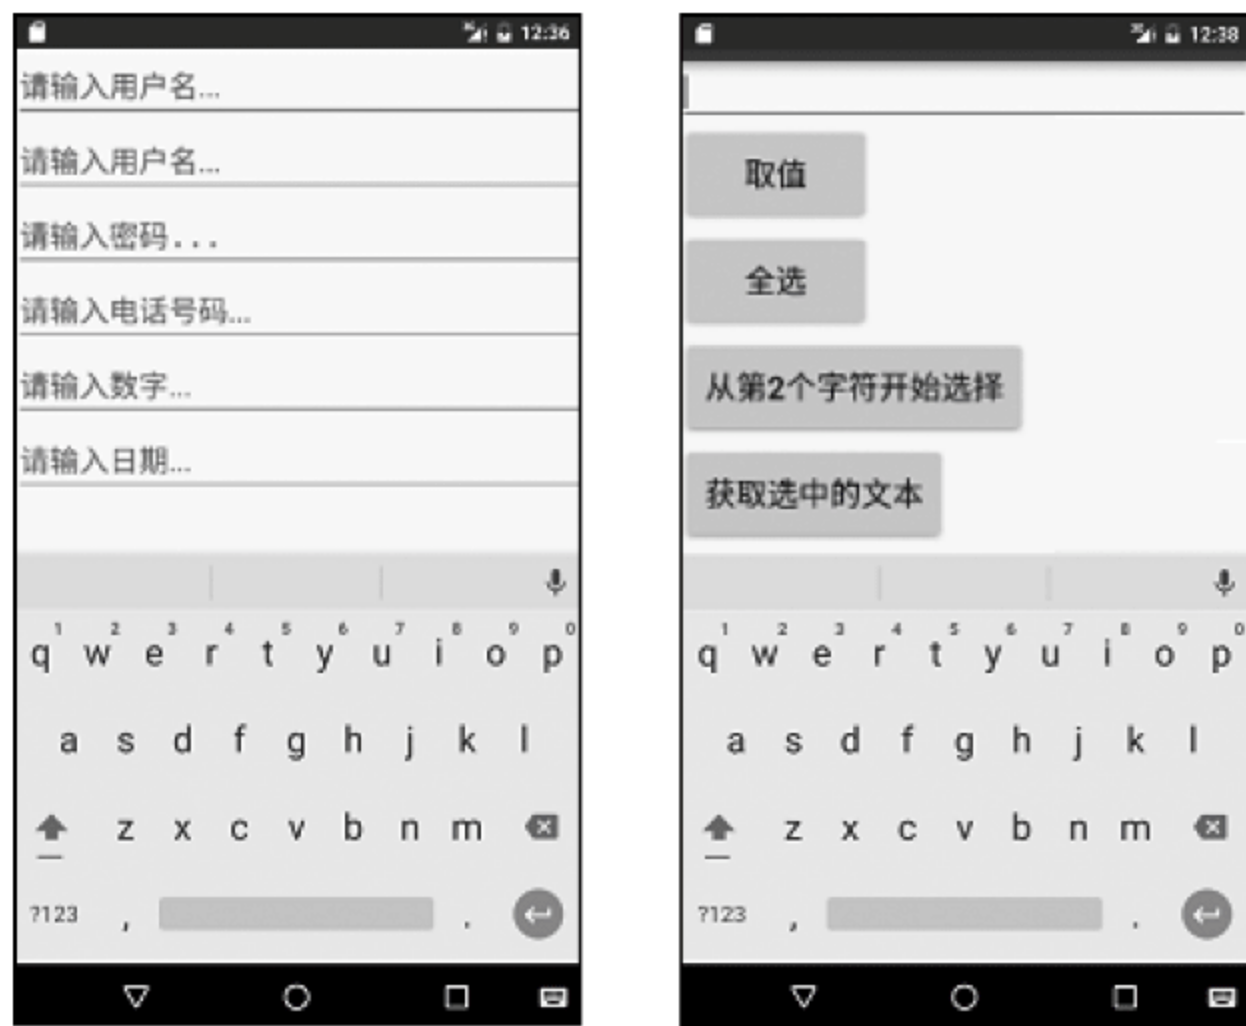 12:36
请输入用户名...
请输入用户名...
请输入密码...
请输入电话号码...
请输入数字...
请输入日期...
1 2 3 4 5 6 7 8 9 0
q w e r t y u i o p
a s d f g h j k l
z x c v b n m
?123 , .
12:38
取值
全选
从第2个字符开始选择
获取选中的文本
1 2 3 4 5 6 7 8 9 0
q w e r t y u i o p
a s d f g h j k l
z x c v b n m
?123 , .